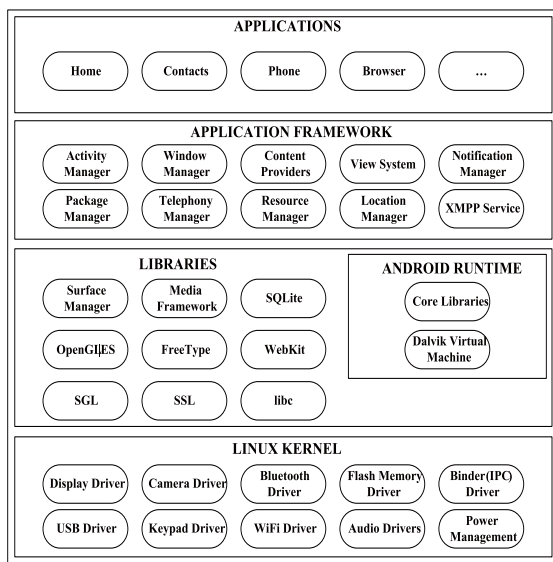 APPLICATIONS
Home
Contacts
Phone
Browser
...
APPLICATION FRAMEWORK
Activity
Manager
Window
Manager
Content
Providers
View System
Notification
Manager
Package
Manager
Telephony
Manager
Resource
Manager
Location
Manager
XMPP Service
LIBRARIES
Surface
Manager
Media
Framework
SQLite
OpenGL|ES
FreeType
WebKit
SGL
SSL
libc
ANDROID RUNTIME
Core Libraries
Dalvik Virtual
Machine
LINUX KERNEL
Display Driver
Camera Driver
Bluetooth
Driver
Flash Memory
Driver
Binder(IPC)
Driver
USB Driver
Keypad Driver
WiFi Driver
Audio Drivers
Power
Management